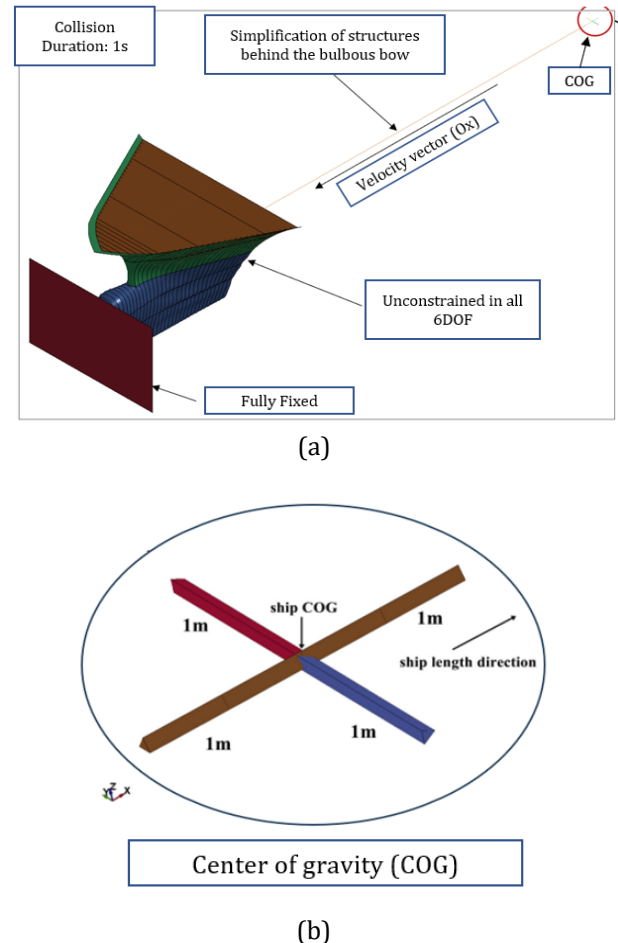 Collision
Duration: 1s
Simplification of structures
behind the bulbous bow
COG
Velocity vector (Ox)
Unconstrained in all
6DOF
Fully Fixed
(a)
ship COG
1m
1m
ship length direction
1m
1m
Y Z X
Center of gravity (COG)
(b)